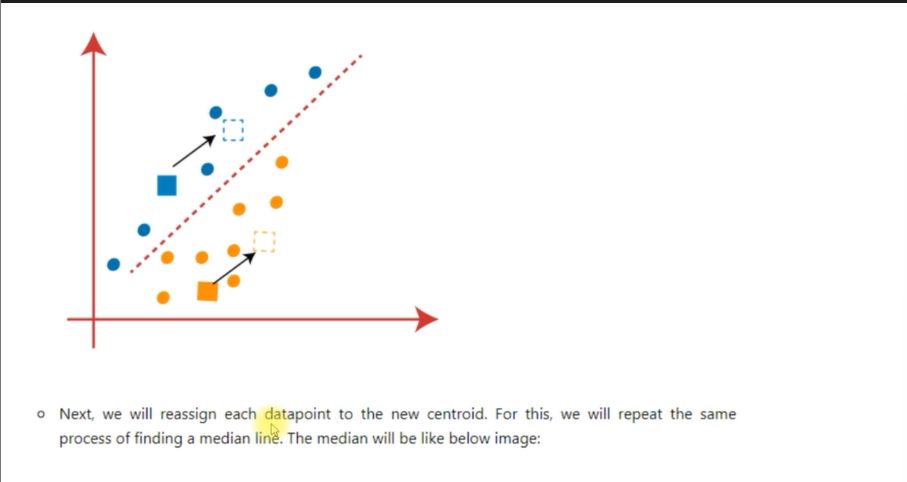 Next, we will reassign each datapoint to the new centroid. For this, we will repeat the same
process of finding a median line. The median will be like below image: